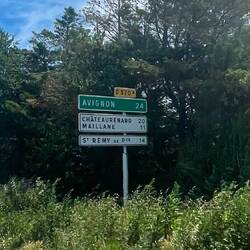 D 570N
AVIGNON 24
CHÂTEAURENARD 20
MAILLANE 11
ST RÉMY DE PCE 14